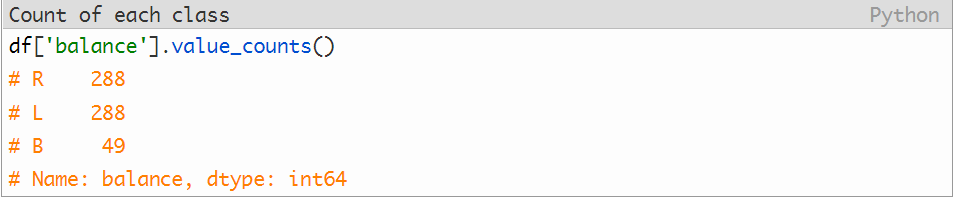 Count of each class Python
df['balance'].value_counts()
# R    288
# L    288
# B     49
# Name: balance, dtype: int64